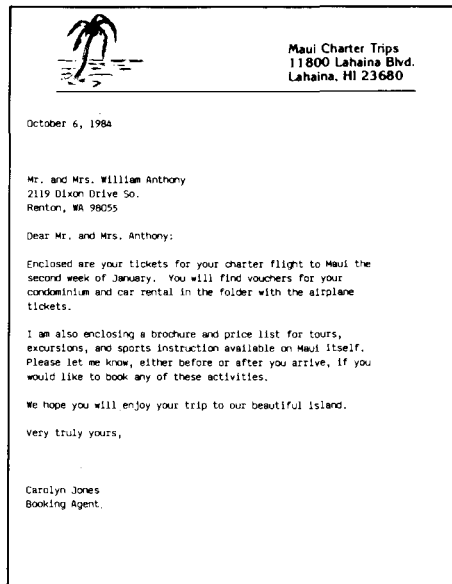 Maui Charter Trips
11800 Lahaina Blvd.
Lahaina, HI 23680
October 6, 1984
Mr. and Mrs. William Anthony
2119 Dixon Drive So.
Renton, WA 98055
Dear Mr. and Mrs. Anthony:
Enclosed are your tickets for your charter flight to Maui the
second week of January.  You will find vouchers for your
condominium and car rental in the folder with the airplane
tickets.
I am also enclosing a brochure and price list for tours,
excursions, and sports instruction available on Maui itself.
Please let me know, either before or after you arrive, if you
would like to book any of these activities.
We hope you will enjoy your trip to our beautiful island.
Very truly yours,
Carolyn Jones
Booking Agent